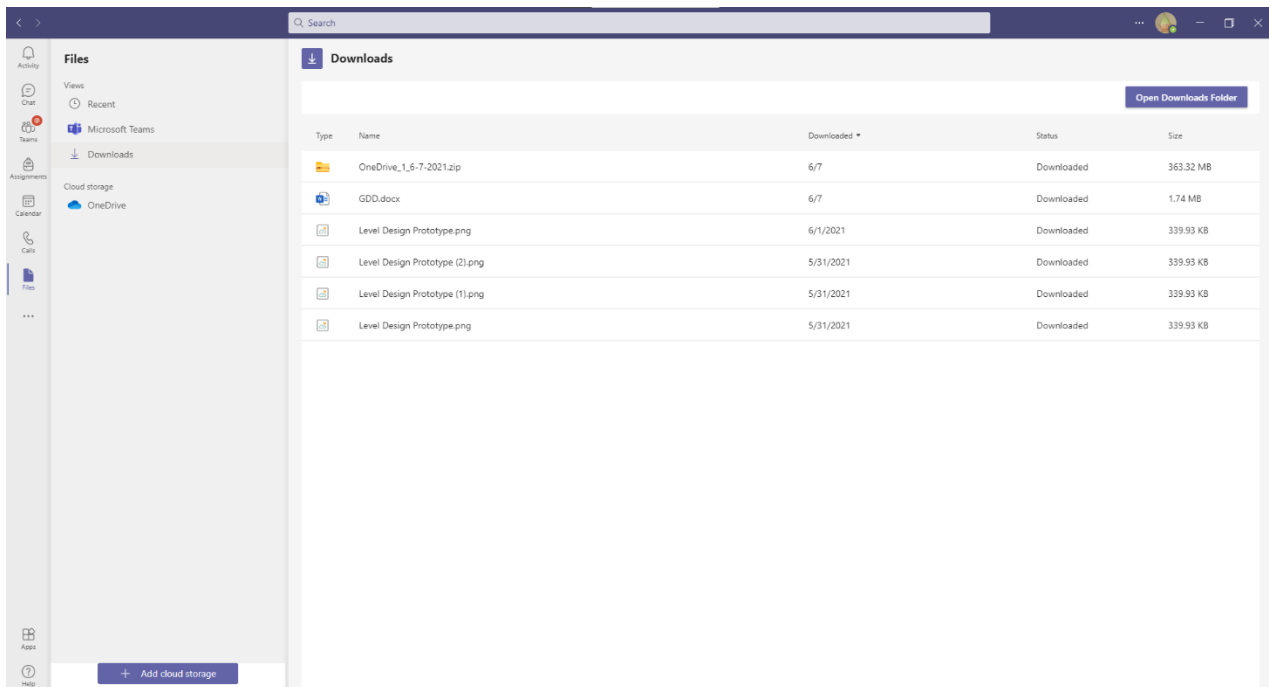 Search
Activity
Chat
Teams
Assignments
Calendar
Calls
Files
Apps
Help
Files
Views
Recent
Microsoft Teams
Downloads
Cloud storage
OneDrive
Add cloud storage
Downloads
Open Downloads Folder
Type Name Downloaded Status Size
OneDrive_1_6-7-2021.zip 6/7 Downloaded 363.32 MB
GDD.docx 6/7 Downloaded 1.74 MB
Level Design Prototype.png 6/1/2021 Downloaded 339.93 KB
Level Design Prototype (2).png 5/31/2021 Downloaded 339.93 KB
Level Design Prototype (1).png 5/31/2021 Downloaded 339.93 KB
Level Design Prototype.png 5/31/2021 Downloaded 339.93 KB